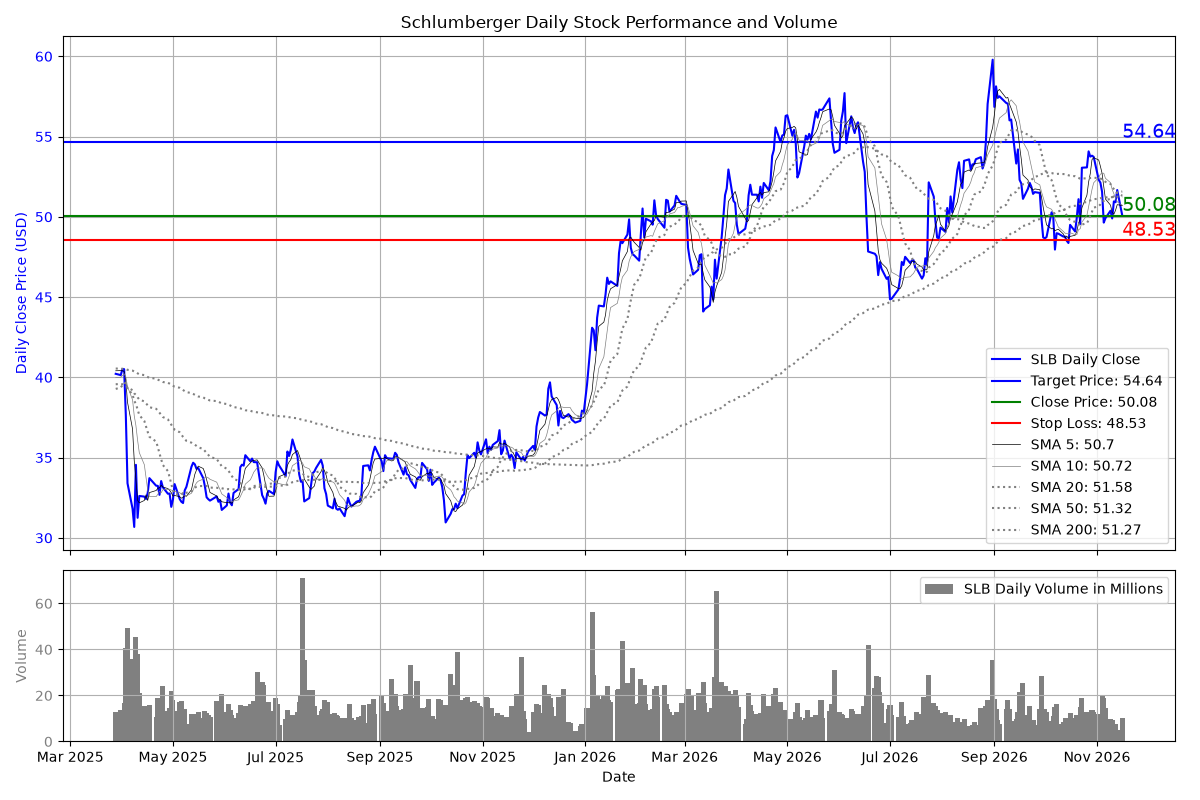 Schlumberger Daily Stock Performance and Volume
60
55
50
45
40
35
30
Daily Close Price (USD)
54.64
50.08
48.53
SLB Daily Close
Target Price: 54.64
Close Price: 50.08
Stop Loss: 48.53
SMA 5: 50.7
SMA 10: 50.72
SMA 20: 51.58
SMA 50: 51.32
SMA 200: 51.27
60
40
20
0
Volume
SLB Daily Volume in Millions
Mar 2025 May 2025 Jul 2025 Sep 2025 Nov 2025 Jan 2026 Mar 2026 May 2026 Jul 2026 Sep 2026 Nov 2026
Date